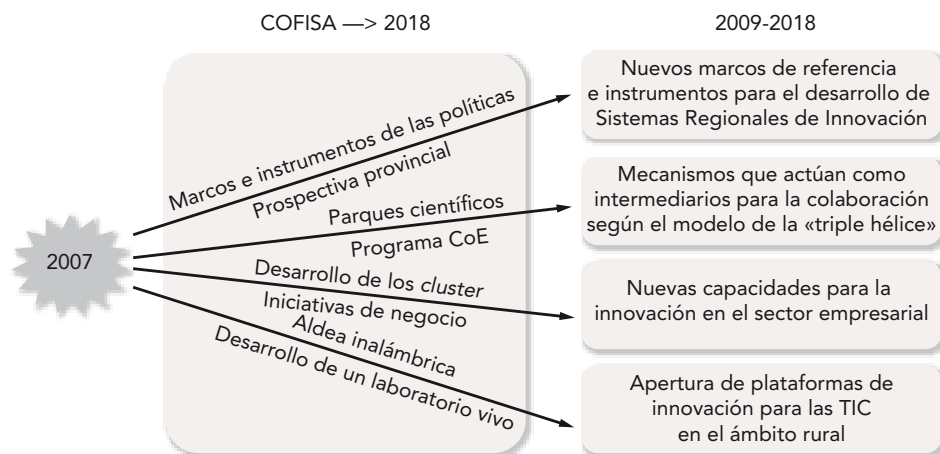 COFISA —> 2018
2009-2018
2007
Marcos e instrumentos de las políticas
Prospectiva provincial
Parques científicos
Programa CoE
Desarrollo de los cluster
Iniciativas de negocio
Aldea inalámbrica
Desarrollo de un laboratorio vivo
Nuevos marcos de referencia
e instrumentos para el desarrollo de
Sistemas Regionales de Innovación
Mecanismos que actúan como
intermediarios para la colaboración
según el modelo de la «triple hélice»
Nuevas capacidades para la
innovación en el sector empresarial
Apertura de plataformas de
innovación para las TIC
en el ámbito rural